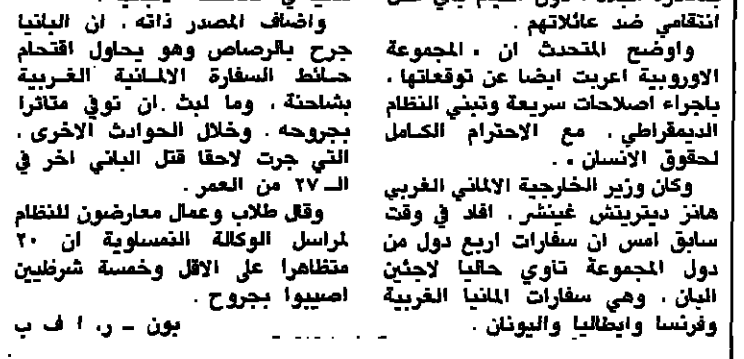 انتقامي ضد عائلاتهم .
واوضح المتحدث ان « المجموعة
الاوروبية اعربت ايضا عن توقعاتها ،
باجراء اصلاحات سريعة وتبني النظام
الديمقراطي ، مع الاحترام الكامل
لحقوق الانسان » .
وكان وزير الخارجية الالماني الغربي
هانز ديتريتش غينشر ، افاد في وقت
سابق امس ان سفارات اربع دول من
دول المجموعة تاوي حاليا لاجئين
البان ، وهي سفارات المانيا الغربية
وفرنسا وايطاليا واليونان .
واضاف المصدر ذاته ، ان البانيا
جرح بالرصاص وهو يحاول اقتحام
حائط السفارة الالمانية الغربية
بشاحنة ، وما لبث ان توفي متاثرا
بجروحه . وخلال الحوادث الاخرى ،
التي جرت لاحقا قتل الباني اخر في
الـ ٢٧ من العمر .
وقال طلاب وعمال معارضون للنظام
لمراسل الوكالة النمساوية ان ٢٠
متظاهرا على الاقل وخمسة شرطيين
اصيبوا بجروح .
بون ـ ر، ا ف ب